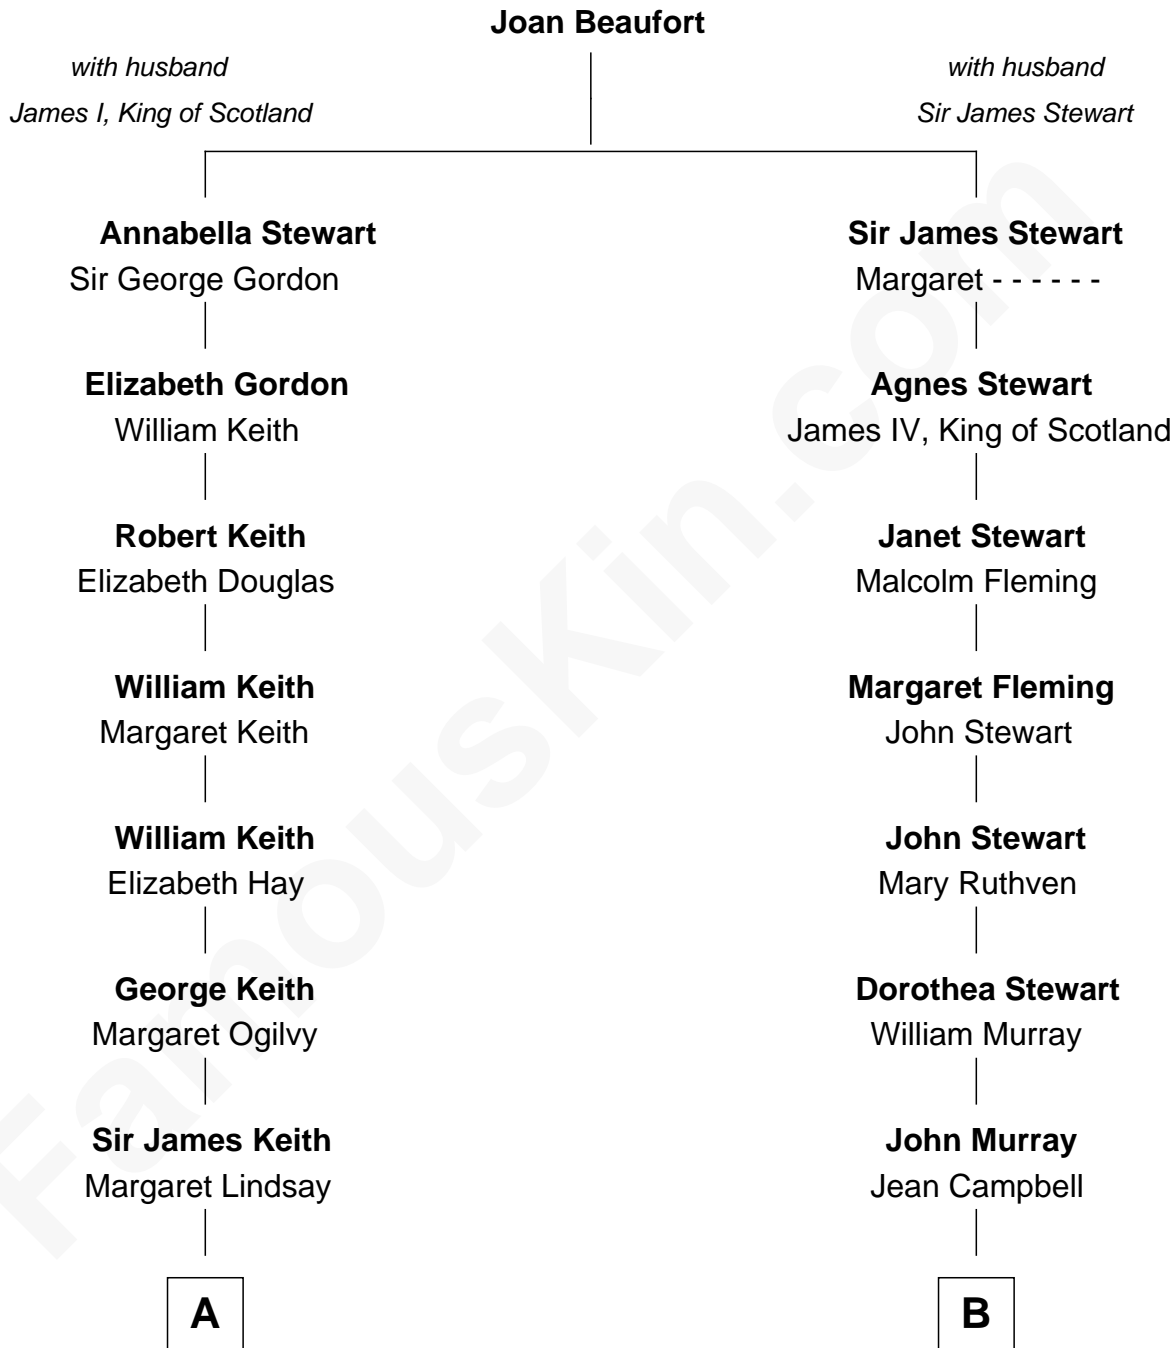 Joan Beaufort
with husband
James I, King of Scotland
with husband
Sir James Stewart
Annabella Stewart
Sir George Gordon
Sir James Stewart
Margaret - - - - - -
Elizabeth Gordon
William Keith
Agnes Stewart
James IV, King of Scotland
Robert Keith
Elizabeth Douglas
Janet Stewart
Malcolm Fleming
William Keith
Margaret Keith
Margaret Fleming
John Stewart
William Keith
Elizabeth Hay
John Stewart
Mary Ruthven
George Keith
Margaret Ogilvy
Dorothea Stewart
William Murray
Sir James Keith
Margaret Lindsay
John Murray
Jean Campbell
A
B
FamousKin.com